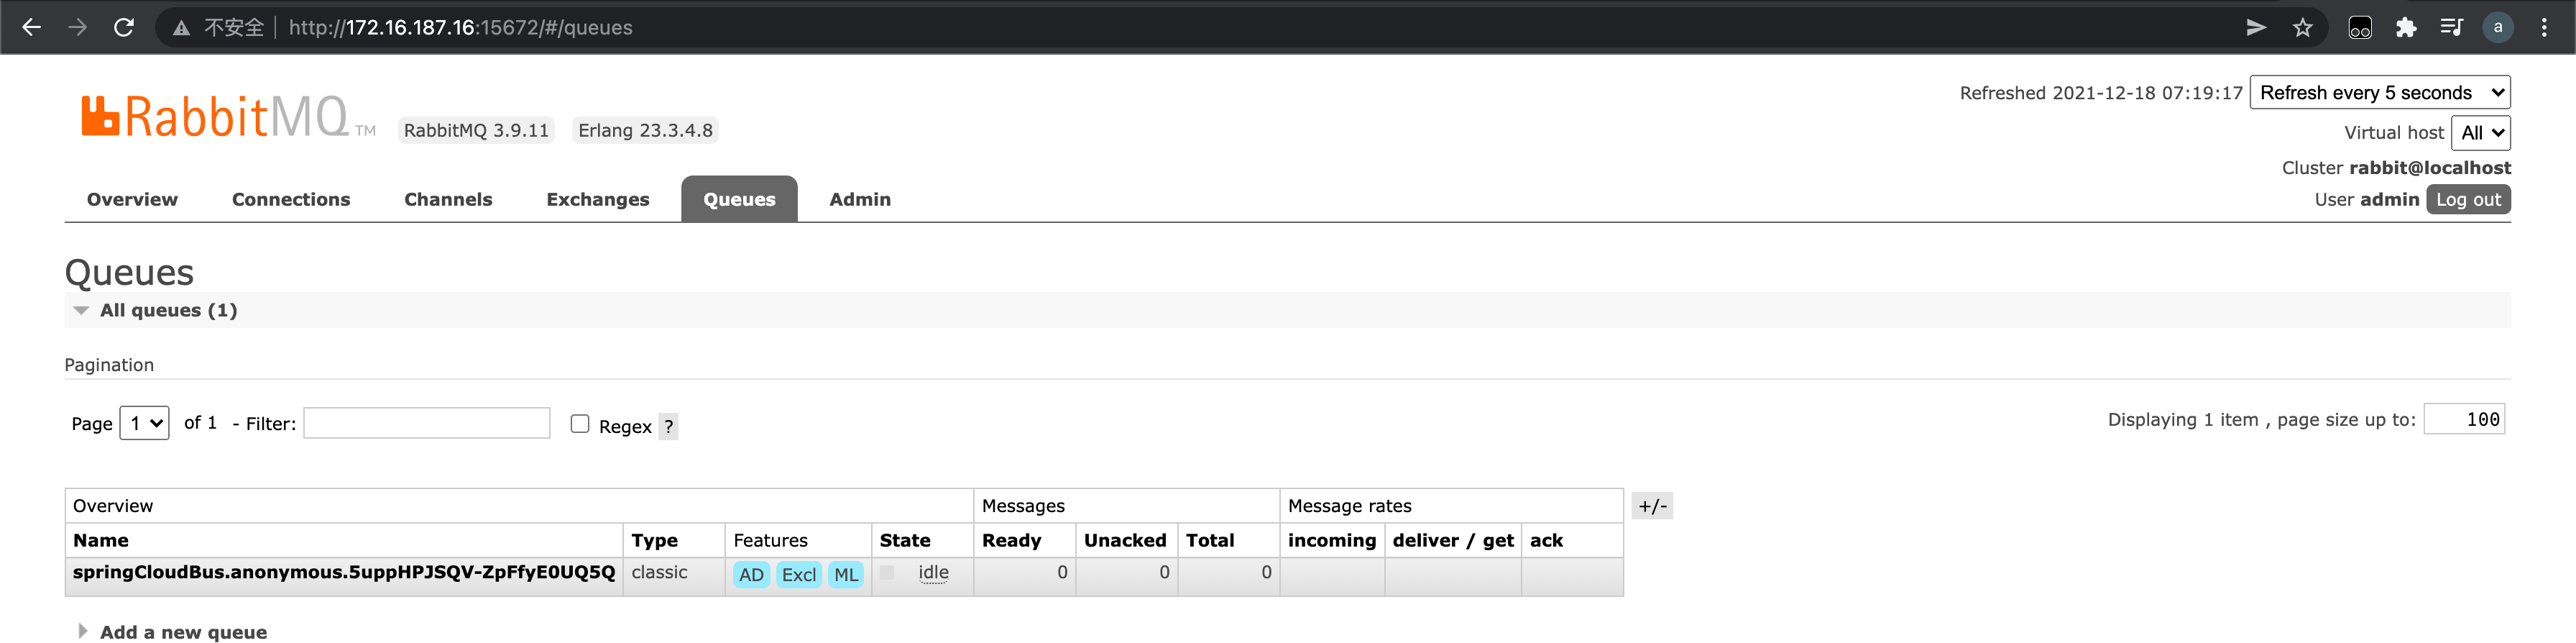 不安全 http://172.16.187.16:15672/#/queues a
RabbitMQ TM RabbitMQ 3.9.11 Erlang 23.3.4.8
Refreshed 2021-12-18 07:19:17 Refresh every 5 seconds
Virtual host All
Cluster rabbit@localhost
User admin Log out
Overview Connections Channels Exchanges Queues Admin
Queues
All queues (1)
Pagination
Page 1 of 1 - Filter: Regex ? Displaying 1 item , page size up to: 100
Overview Messages Message rates +/-
Name Type Features State Ready Unacked Total incoming deliver / get ack
springCloudBus.anonymous.5uppHPJSQV-ZpFfyE0UQ5Q classic AD Excl ML idle 0 0 0
Add a new queue